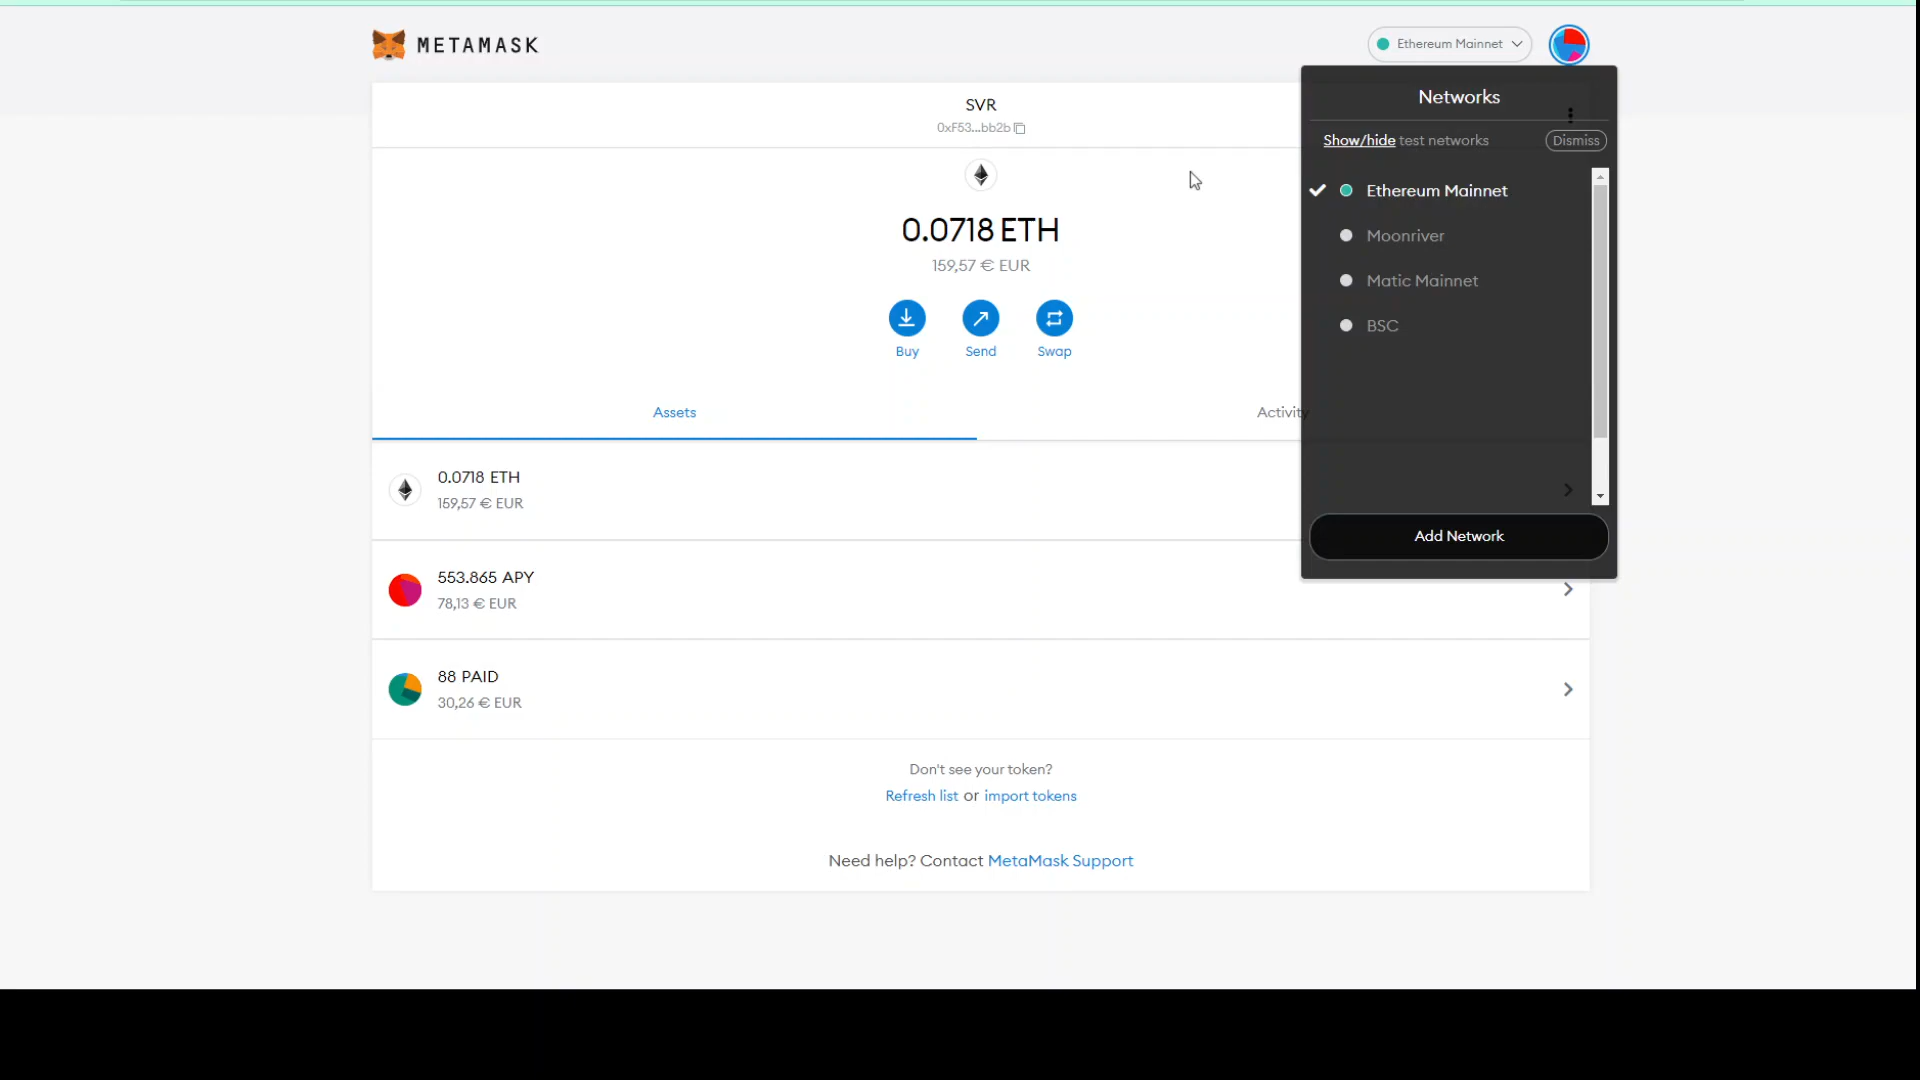 METAMASK
Ethereum Mainnet
SVR
0xF53...bb2b
0.0718 ETH
159,57 € EUR
Buy
Send
Swap
Assets
Activity
0.0718 ETH
159,57 € EUR
553.865 APY
78,13 € EUR
88 PAID
30,26 € EUR
Don't see your token?
Refresh list or import tokens
Need help? Contact MetaMask Support
Networks
Show/hide test networks
Dismiss
Ethereum Mainnet
Moonriver
Matic Mainnet
BSC
Add Network